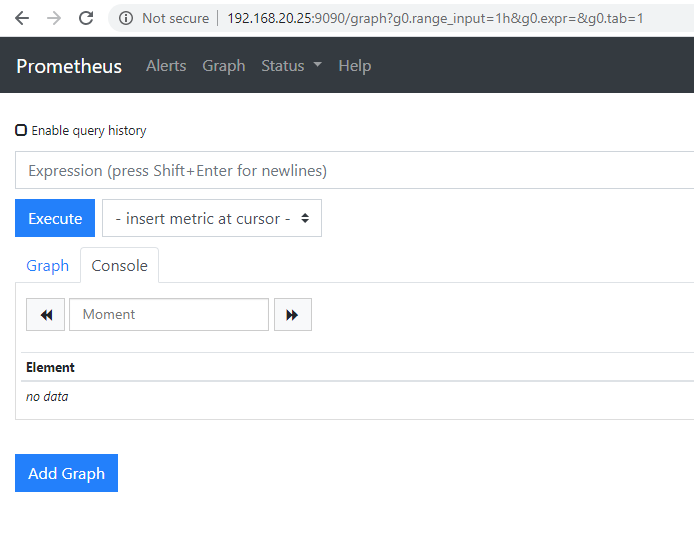 Not secure 192.168.20.25:9090/graph?g0.range_input=1h&g0.expr=&g0.tab=1
Prometheus Alerts Graph Status Help
Enable query history
Expression (press Shift+Enter for newlines)
Execute - insert metric at cursor -
Graph Console
Moment
Element
no data
Add Graph